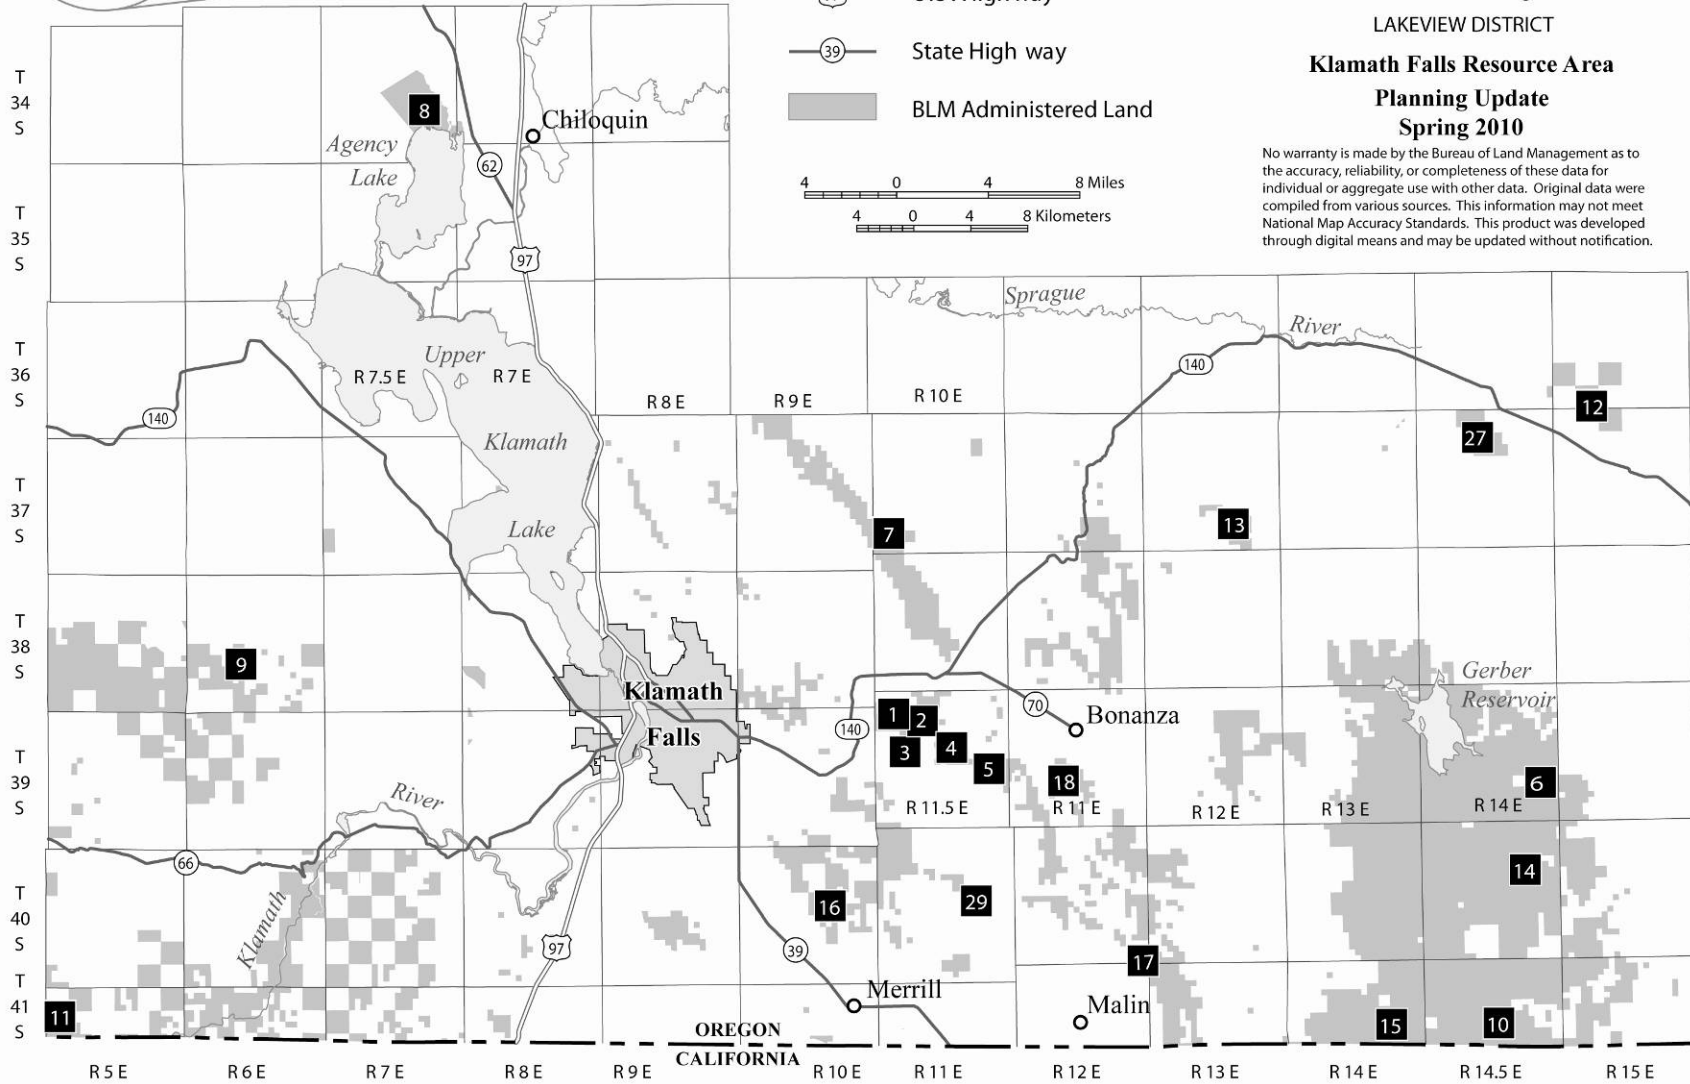 State High way
39
BLM Administered Land
4 0 4 8 Miles
4 0 4 8 Kilometers
LAKEVIEW DISTRICT
Klamath Falls Resource Area
Planning Update
Spring 2010
No warranty is made by the Bureau of Land Management as to
the accuracy, reliability, or completeness of these data for
individual or aggregate use with other data. Original data were
compiled from various sources. This information may not meet
National Map Accuracy Standards. This product was developed
through digital means and may be updated without notification.
T
34
S
8
Chiloquin
Agency
Lake
62
T
35
S
97
Sprague
River
T
36
S
Upper
R 7.5 E
R 7 E
R 8 E
R 9 E
R 10 E
140
140
12
27
Klamath
T
37
S
Lake
7
13
T
38
S
9
Klamath
Falls
Gerber
Reservoir
70
Bonanza
140
1
2
3
4
5
18
6
T
39
S
R 11.5 E
R 11 E
R 12 E
R 13 E
R 14 E
River
66
14
T
40
S
Klamath
16
29
97
39
17
T
41
S
11
Merrill
Malin
15
10
OREGON
CALIFORNIA
R 5 E
R 6 E
R 7 E
R 8 E
R 9 E
R 10 E
R 11 E
R 12 E
R 13 E
R 14 E
R 14.5 E
R 15 E